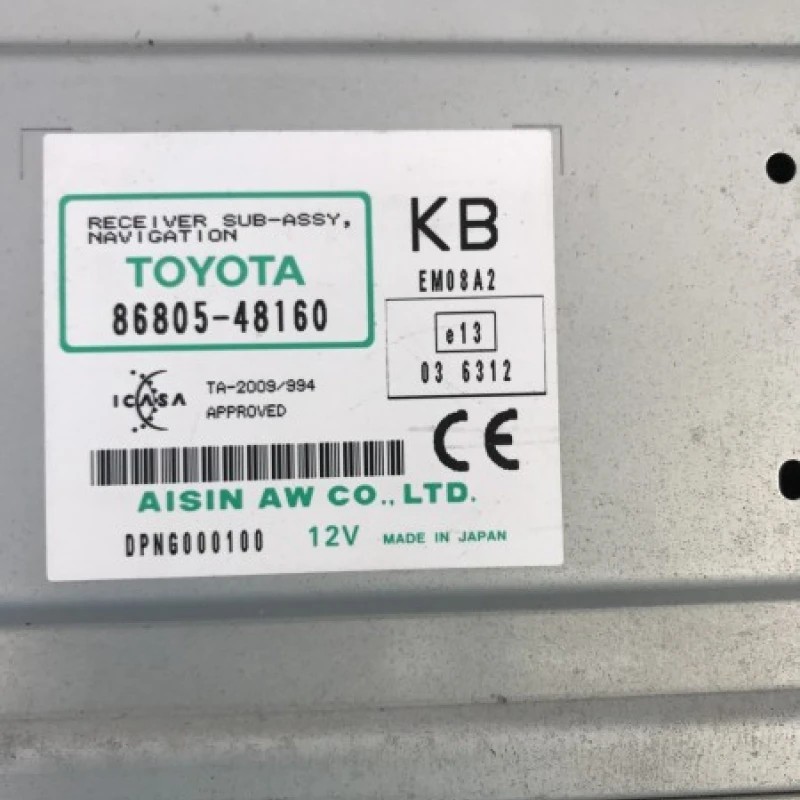 RECEIVER SUB-ASSY,
NAVIGATION
TOYOTA
86805-48160
KB
EM08A2
e13
03 6312
ICASA
TA-2009/994
APPROVED
CE
AISIN AW CO., LTD.
DPNG000100 12V MADE IN JAPAN